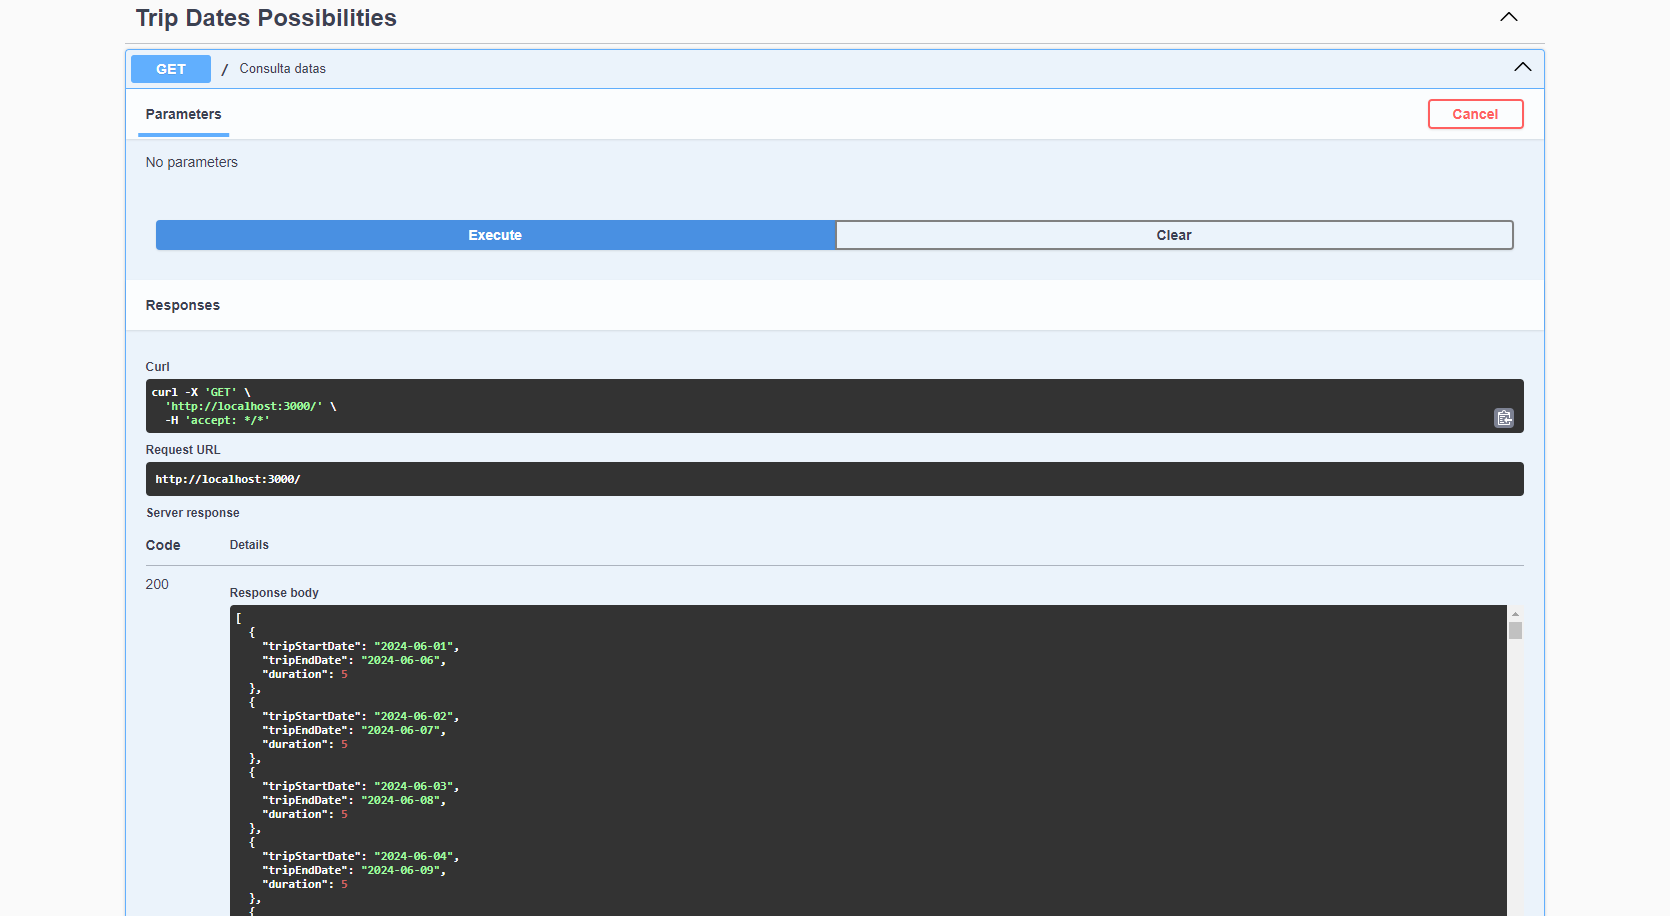 Trip Dates Possibilities
GET / Consulta datas
Parameters Cancel
No parameters
Execute Clear
Responses
Curl
curl -X 'GET' \
  'http://localhost:3000/' \
  -H 'accept: */*'
Request URL
http://localhost:3000/
Server response
Code Details
200
Response body
[
  {
    "tripStartDate": "2024-06-01",
    "tripEndDate": "2024-06-06",
    "duration": 5
  },
  {
    "tripStartDate": "2024-06-02",
    "tripEndDate": "2024-06-07",
    "duration": 5
  },
  {
    "tripStartDate": "2024-06-03",
    "tripEndDate": "2024-06-08",
    "duration": 5
  },
  {
    "tripStartDate": "2024-06-04",
    "tripEndDate": "2024-06-09",
    "duration": 5
  },
  {